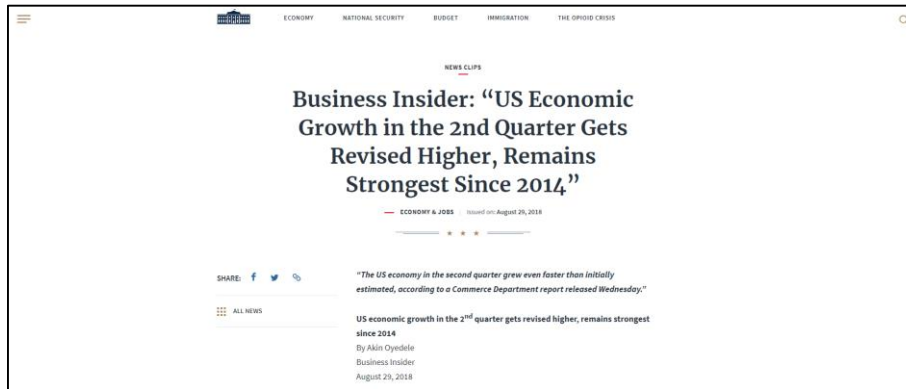 ECONOMY NATIONAL SECURITY BUDGET IMMIGRATION THE OPIOID CRISIS
NEWS CLIPS
Business Insider: “US Economic
Growth in the 2nd Quarter Gets
Revised Higher, Remains
Strongest Since 2014”
ECONOMY & JOBS | Issued on: August 29, 2018
SHARE:
ALL NEWS
“The US economy in the second quarter grew even faster than initially
estimated, according to a Commerce Department report released Wednesday.”
US economic growth in the 2nd quarter gets revised higher, remains strongest
since 2014
By Akin Oyedele
Business Insider
August 29, 2018